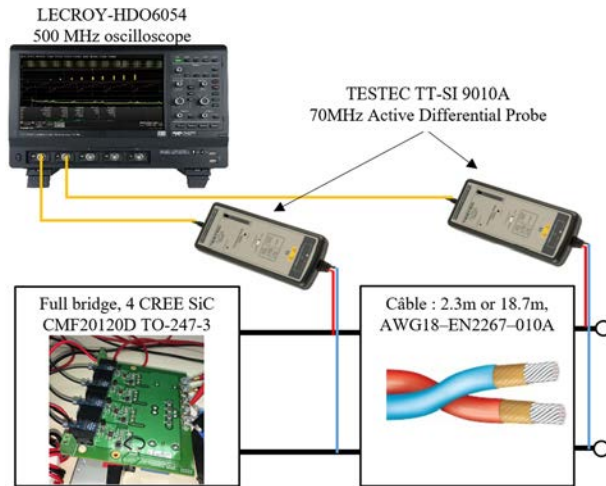 LECROY-HDO6054
500 MHz oscilloscope
TESTEC TT-SI 9010A
70MHz Active Differential Probe
Full bridge, 4 CREE SiC
CMF20120D TO-247-3
Câble : 2.3m or 18.7m,
AWG18–EN2267–010A